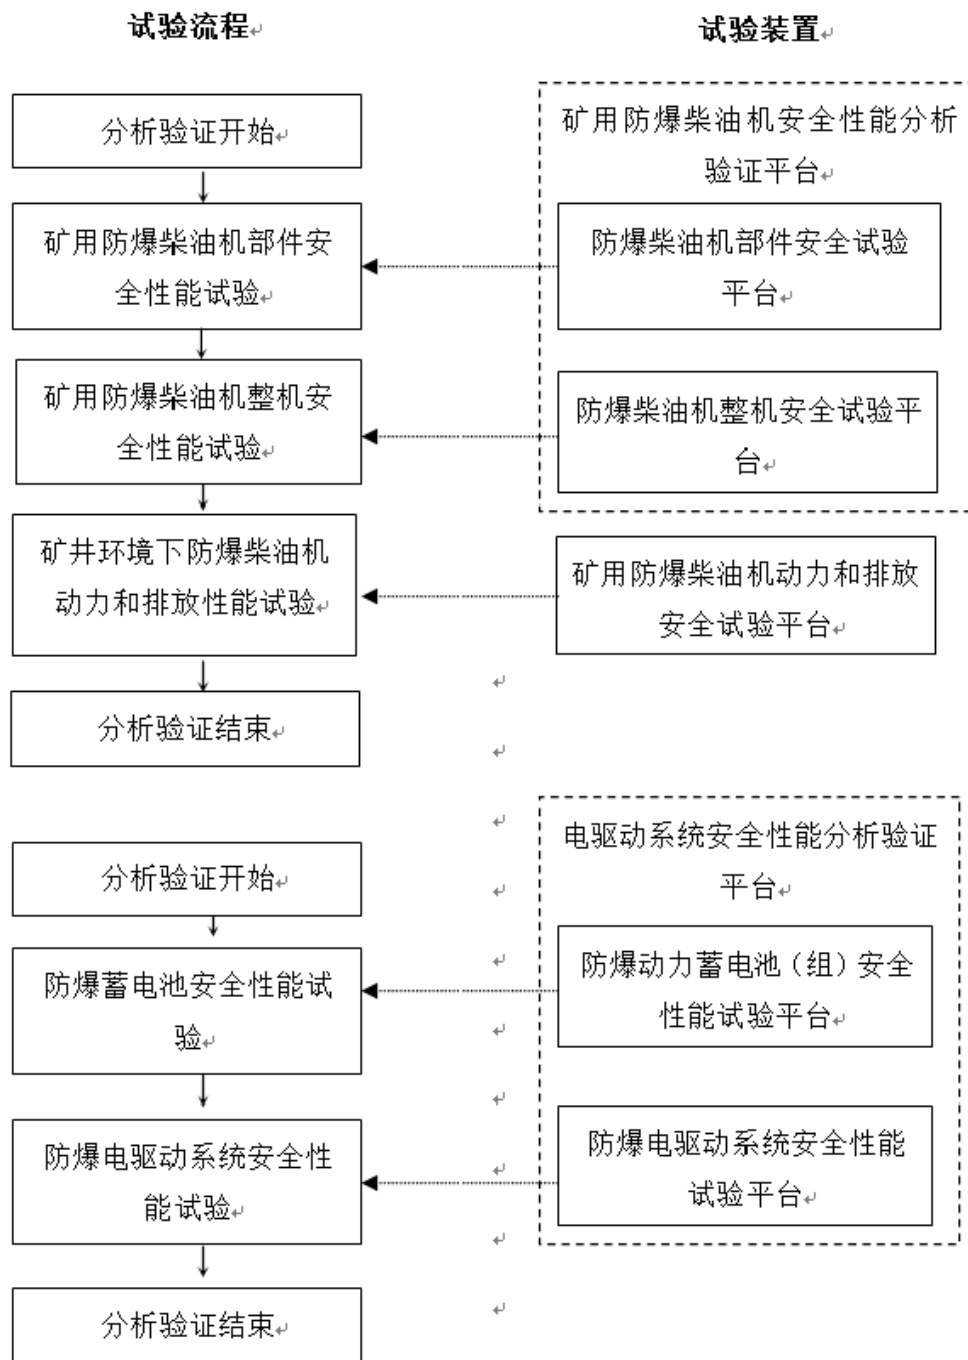 试验流程
试验装置
分析验证开始
矿用防爆柴油机安全性能分析
验证平台
矿用防爆柴油机部件安
全性能试验
防爆柴油机部件安全试验
平台
矿用防爆柴油机整机安
全性能试验
防爆柴油机整机安全试验平
台
矿井环境下防爆柴油机
动力和排放性能试验
矿用防爆柴油机动力和排放
安全试验平台
分析验证结束
分析验证开始
电驱动系统安全性能分析验证
平台
防爆蓄电池安全性能试
验
防爆动力蓄电池（组）安全
性能试验平台
防爆电驱动系统安全性
能试验
防爆电驱动系统安全性能
试验平台
分析验证结束